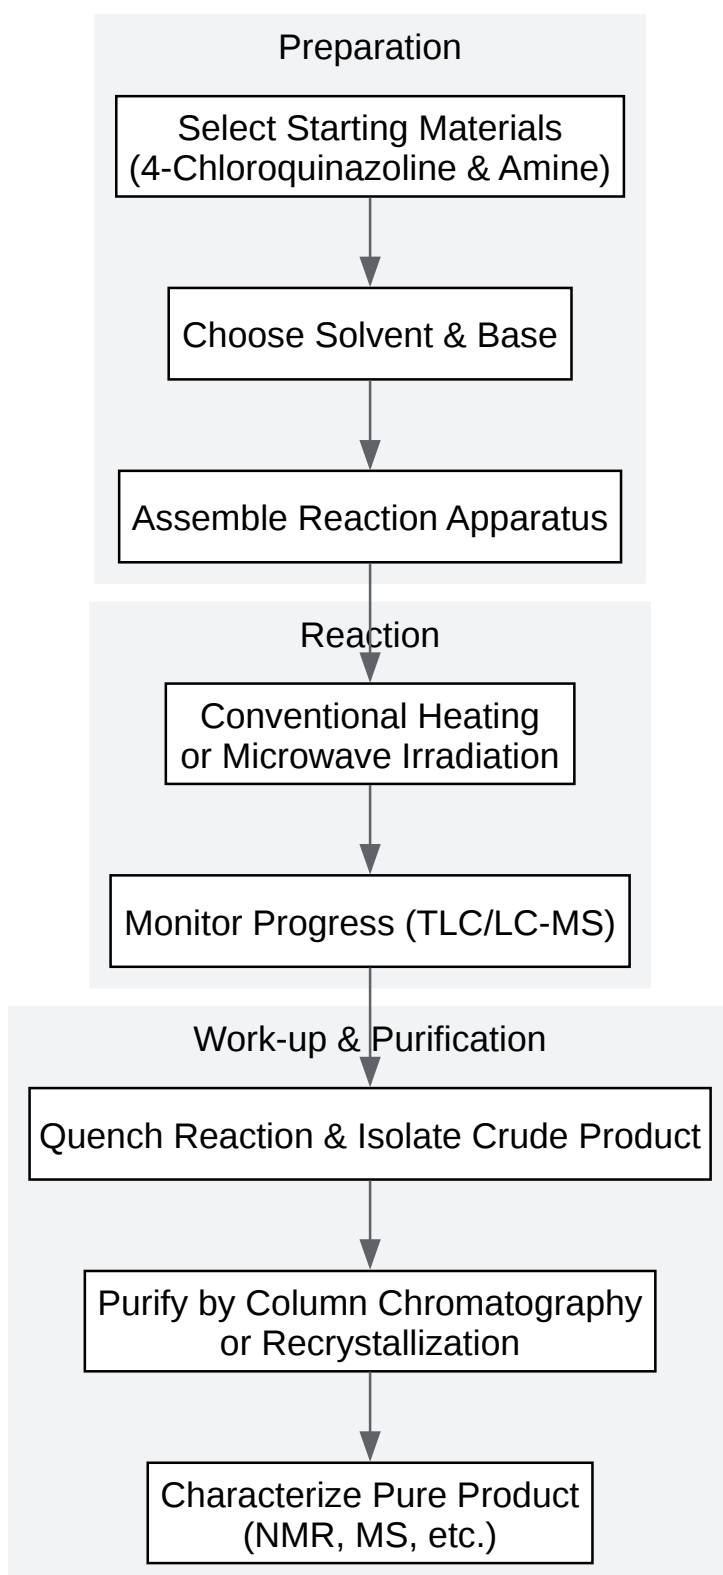 Preparation
Select Starting Materials
(4-Chloroquinazoline & Amine)
Choose Solvent & Base
Assemble Reaction Apparatus
Reaction
Conventional Heating
or Microwave Irradiation
Monitor Progress (TLC/LC-MS)
Work-up & Purification
Quench Reaction & Isolate Crude Product
Purify by Column Chromatography
or Recrystallization
Characterize Pure Product
(NMR, MS, etc.)